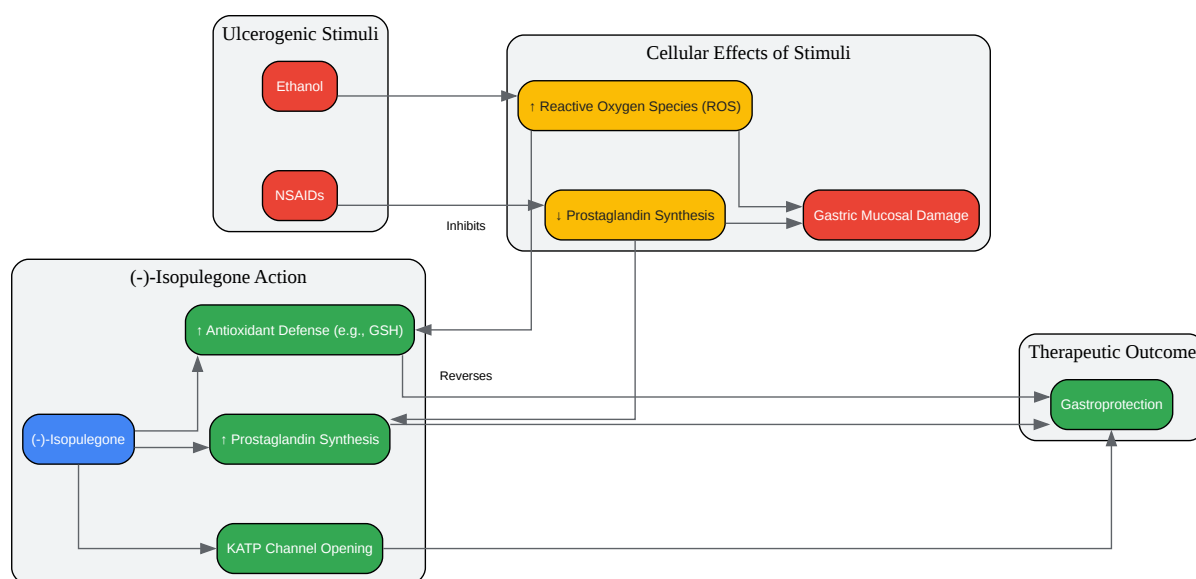 Ulcerogenic Stimuli
Ethanol
NSAIDs
Cellular Effects of Stimuli
↑ Reactive Oxygen Species (ROS)
↓ Prostaglandin Synthesis
Gastric Mucosal Damage
Inhibits
(-)-Isopulegone Action
↑ Antioxidant Defense (e.g., GSH)
Reverses
(-)-Isopulegone
↑ Prostaglandin Synthesis
KATP Channel Opening
Therapeutic Outcome
Gastroprotection